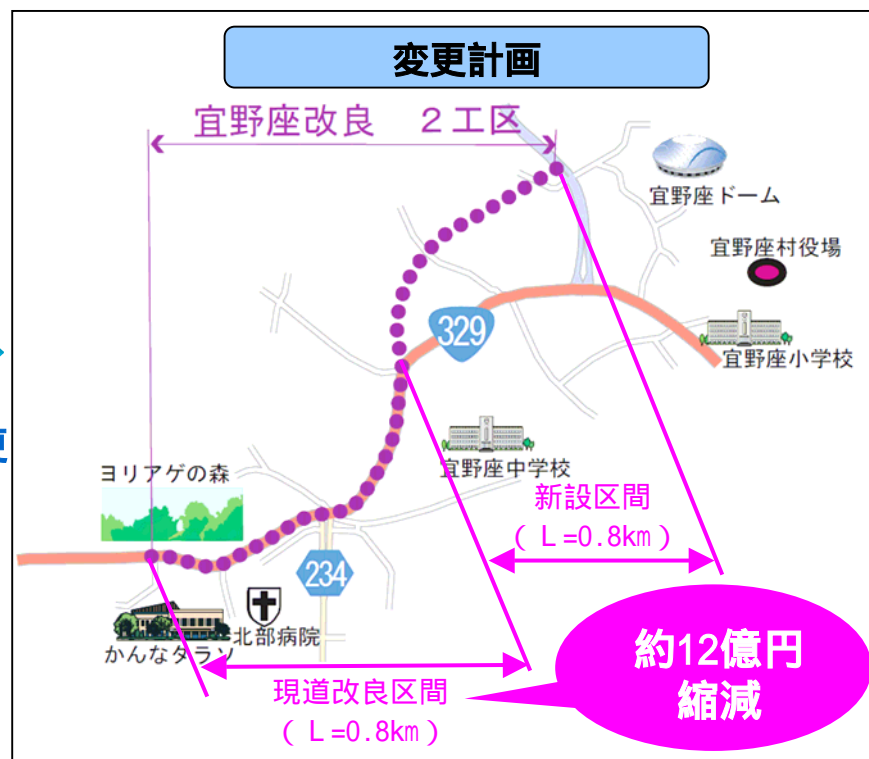 変更計画
宜野座改良　２工区
宜野座ドーム
宜野座村役場
329
宜野座小学校
更
ヨリアゲの森
宜野座中学校
新設区間
（ L=0.8km ）
234
北部病院
かんなタラソ
現道改良区間
（ L=0.8km ）
約12億円
縮減